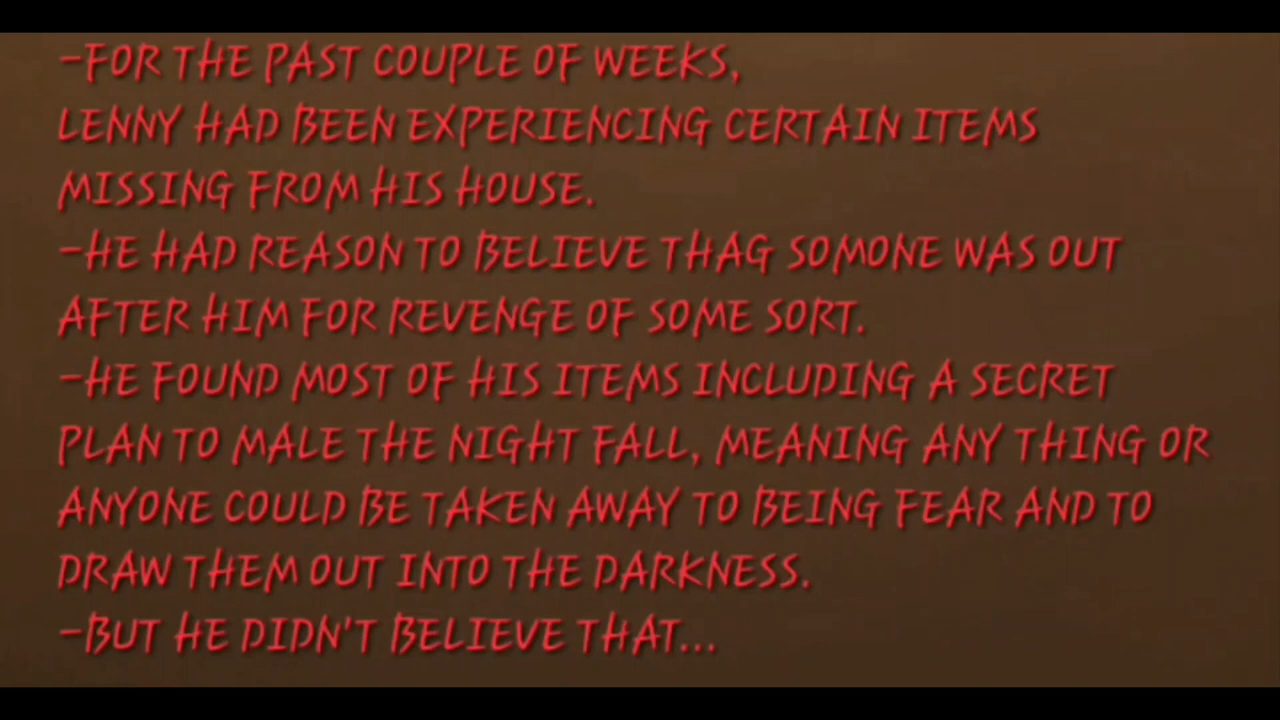 -FOR THE PAST COUPLE OF WEEKS,
LENNY HAD BEEN EXPERIENCING CERTAIN ITEMS
MISSING FROM HIS HOUSE.
-HE HAD REASON TO BELIEVE THAG SOMONE WAS OUT
AFTER HIM FOR REVENGE OF SOME SORT.
-HE FOUND MOST OF HIS ITEMS INCLUDING A SECRET
PLAN TO MALE THE NIGHT FALL, MEANING ANY THING OR
ANYONE COULD BE TAKEN AWAY TO BEING FEAR AND TO
DRAW THEM OUT INTO THE DARKNESS.
-BUT HE DIDN'T BELIEVE THAT...